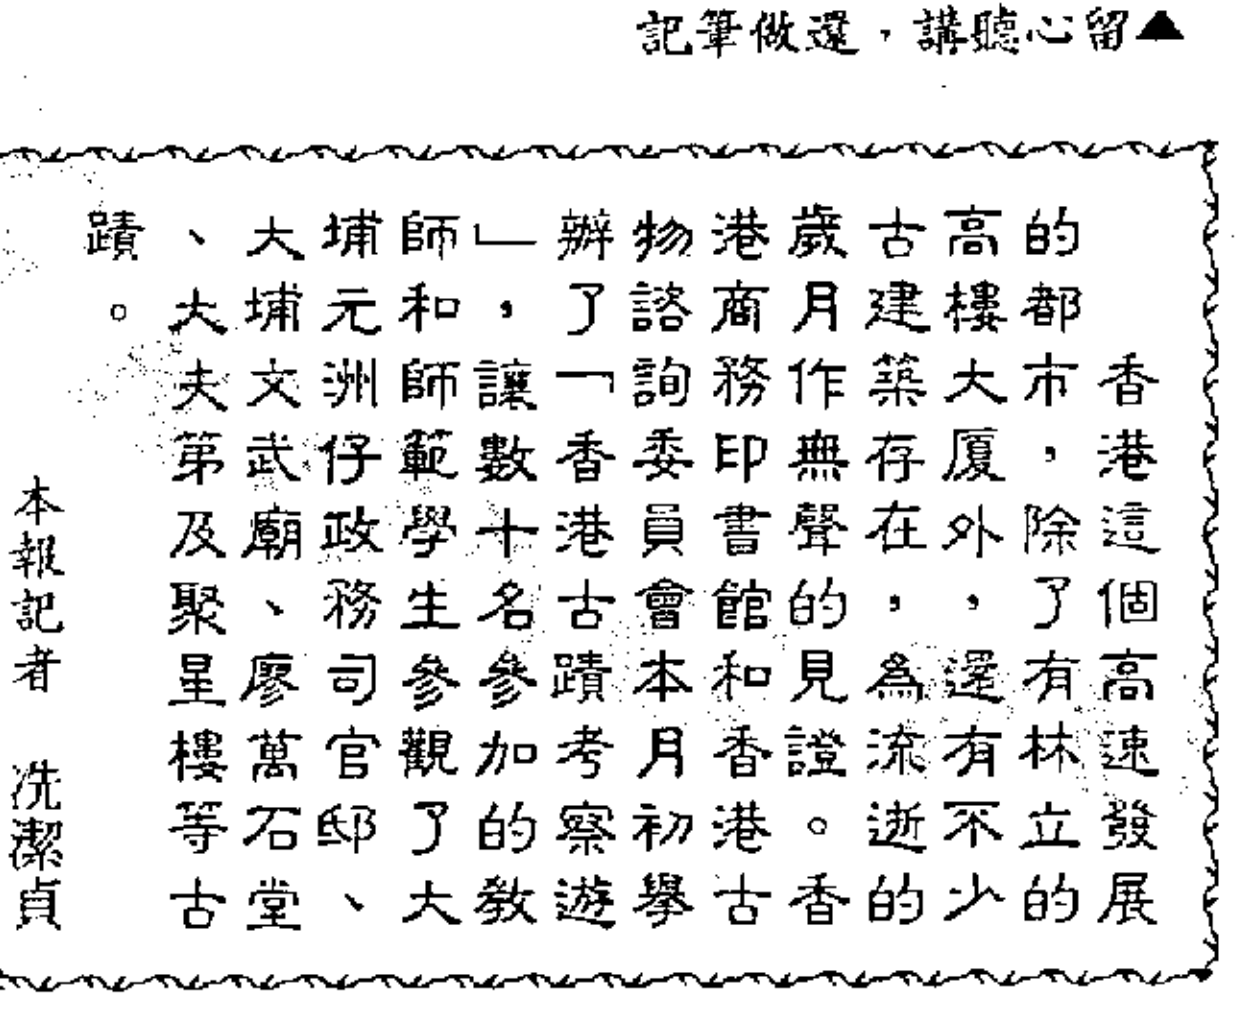 ▲留心聽講，還做筆記
香港這個高速發展
的都市，除了有林立的
高樓大厦外，還有不少
古建築存在，為流逝的
歲月作無聲的見證。香
港商務印書館和香港古
物諮詢委員會本月初舉
辦了「香港古蹟考察遊
」，讓數十名參加的教
師和師範學生參觀了大
埔元洲仔政務司官邸、
大埔文武廟、廖萬石堂
、大夫第及聚星樓等古
蹟。
本報記者　冼潔貞